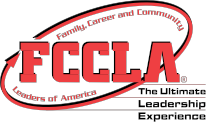 Family, Career and Community
FCCLA®
Leaders of America
The Ultimate
Leadership
Experience